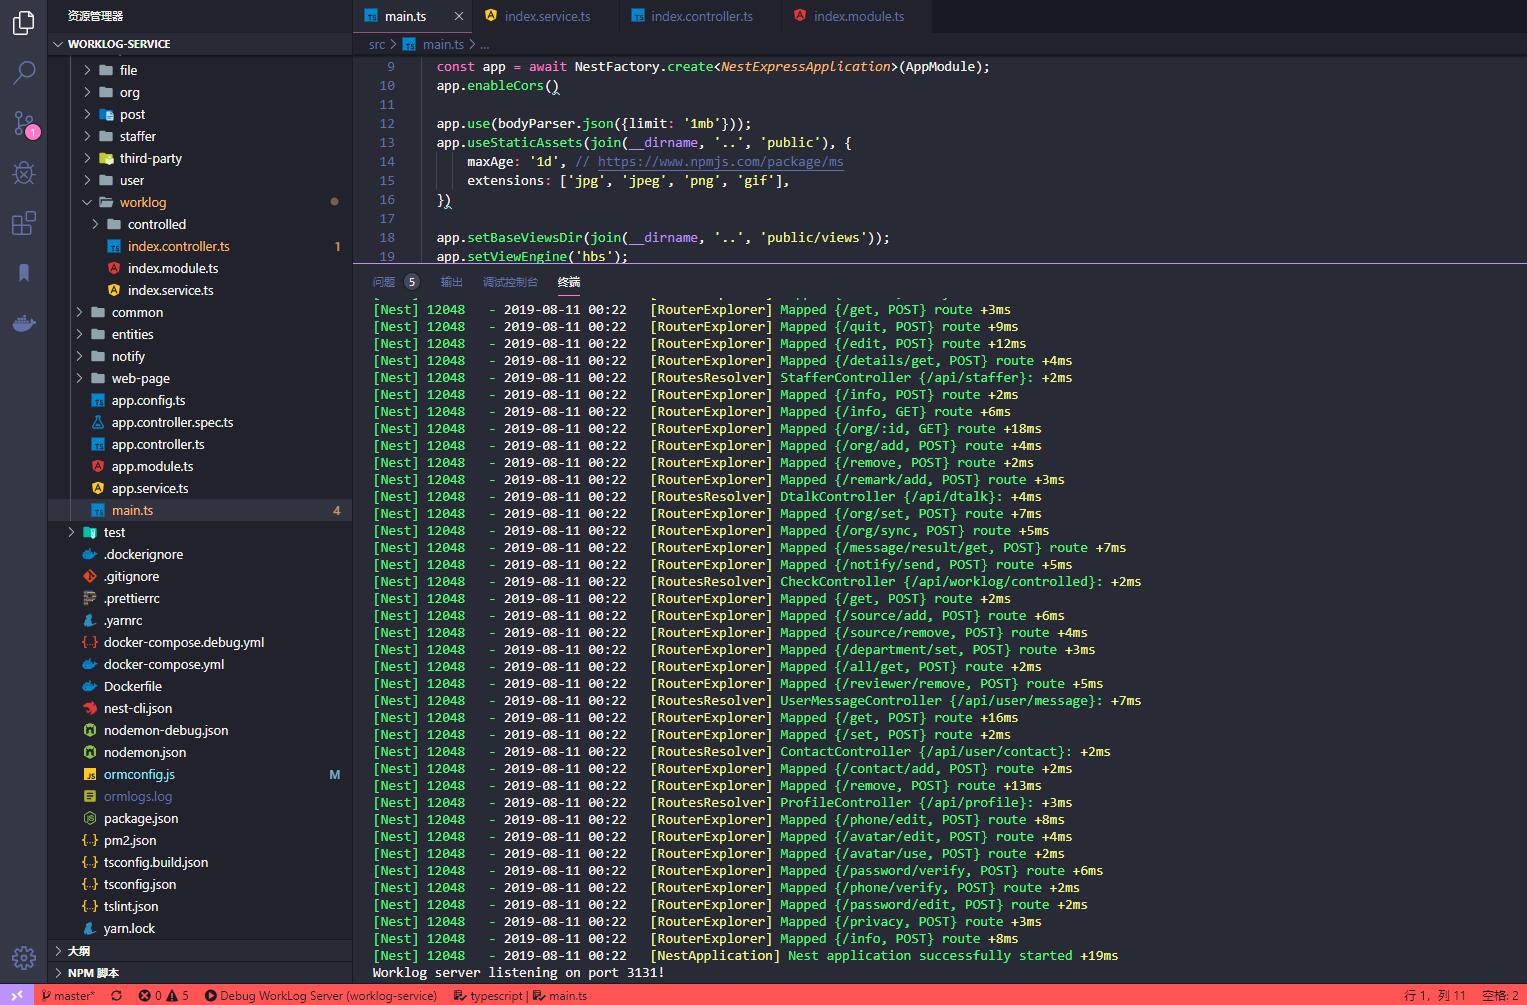 资源管理器
WORKLOG-SERVICE
file
org
post
staffer
third-party
user
worklog
controlled
index.controller.ts 1
index.module.ts
index.service.ts
common
entities
notify
web-page
app.config.ts
app.controller.spec.ts
app.controller.ts
app.module.ts
app.service.ts
main.ts 4
test
.dockerignore
.gitignore
.prettierrc
.yarnrc
docker-compose.debug.yml
docker-compose.yml
Dockerfile
nest-cli.json
nodemon-debug.json
nodemon.json
ormconfig.js M
ormlogs.log
package.json
pm2.json
tsconfig.build.json
tsconfig.json
tslint.json
yarn.lock
大纲
NPM 脚本
1
main.ts index.service.ts index.controller.ts index.module.ts
src > main.ts > ...
9 const app = await NestFactory.create<NestExpressApplication>(AppModule);
10 app.enableCors()
11
12 app.use(bodyParser.json({limit: '1mb'}));
13 app.useStaticAssets(join(__dirname, '..', 'public'), {
14 maxAge: '1d', // https://www.npmjs.com/package/ms
15 extensions: ['jpg', 'jpeg', 'png', 'gif'],
16 })
17
18 app.setBaseViewsDir(join(__dirname, '..', 'public/views'));
19 app.setViewEngine('hbs');
问题 5 输出 调试控制台 终端
[Nest] 12048 - 2019-08-11 00:22 [RouterExplorer] Mapped {/get, POST} route +3ms
[Nest] 12048 - 2019-08-11 00:22 [RouterExplorer] Mapped {/quit, POST} route +9ms
[Nest] 12048 - 2019-08-11 00:22 [RouterExplorer] Mapped {/edit, POST} route +12ms
[Nest] 12048 - 2019-08-11 00:22 [RouterExplorer] Mapped {/details/get, POST} route +4ms
[Nest] 12048 - 2019-08-11 00:22 [RoutesResolver] StafferController {/api/staffer}: +2ms
[Nest] 12048 - 2019-08-11 00:22 [RouterExplorer] Mapped {/info, POST} route +2ms
[Nest] 12048 - 2019-08-11 00:22 [RouterExplorer] Mapped {/info, GET} route +6ms
[Nest] 12048 - 2019-08-11 00:22 [RouterExplorer] Mapped {/org/:id, GET} route +18ms
[Nest] 12048 - 2019-08-11 00:22 [RouterExplorer] Mapped {/org/add, POST} route +4ms
[Nest] 12048 - 2019-08-11 00:22 [RouterExplorer] Mapped {/remove, POST} route +2ms
[Nest] 12048 - 2019-08-11 00:22 [RouterExplorer] Mapped {/remark/add, POST} route +3ms
[Nest] 12048 - 2019-08-11 00:22 [RoutesResolver] DtalkController {/api/dtalk}: +4ms
[Nest] 12048 - 2019-08-11 00:22 [RouterExplorer] Mapped {/org/set, POST} route +7ms
[Nest] 12048 - 2019-08-11 00:22 [RouterExplorer] Mapped {/org/sync, POST} route +5ms
[Nest] 12048 - 2019-08-11 00:22 [RouterExplorer] Mapped {/message/result/get, POST} route +7ms
[Nest] 12048 - 2019-08-11 00:22 [RouterExplorer] Mapped {/notify/send, POST} route +5ms
[Nest] 12048 - 2019-08-11 00:22 [RoutesResolver] CheckController {/api/worklog/controlled}: +2ms
[Nest] 12048 - 2019-08-11 00:22 [RouterExplorer] Mapped {/get, POST} route +2ms
[Nest] 12048 - 2019-08-11 00:22 [RouterExplorer] Mapped {/source/add, POST} route +6ms
[Nest] 12048 - 2019-08-11 00:22 [RouterExplorer] Mapped {/source/remove, POST} route +4ms
[Nest] 12048 - 2019-08-11 00:22 [RouterExplorer] Mapped {/department/set, POST} route +3ms
[Nest] 12048 - 2019-08-11 00:22 [RouterExplorer] Mapped {/all/get, POST} route +2ms
[Nest] 12048 - 2019-08-11 00:22 [RouterExplorer] Mapped {/reviewer/remove, POST} route +5ms
[Nest] 12048 - 2019-08-11 00:22 [RoutesResolver] UserMessageController {/api/user/message}: +7ms
[Nest] 12048 - 2019-08-11 00:22 [RouterExplorer] Mapped {/get, POST} route +16ms
[Nest] 12048 - 2019-08-11 00:22 [RouterExplorer] Mapped {/set, POST} route +2ms
[Nest] 12048 - 2019-08-11 00:22 [RoutesResolver] ContactController {/api/user/contact}: +2ms
[Nest] 12048 - 2019-08-11 00:22 [RouterExplorer] Mapped {/contact/add, POST} route +2ms
[Nest] 12048 - 2019-08-11 00:22 [RouterExplorer] Mapped {/remove, POST} route +13ms
[Nest] 12048 - 2019-08-11 00:22 [RoutesResolver] ProfileController {/api/profile}: +3ms
[Nest] 12048 - 2019-08-11 00:22 [RouterExplorer] Mapped {/phone/edit, POST} route +8ms
[Nest] 12048 - 2019-08-11 00:22 [RouterExplorer] Mapped {/avatar/edit, POST} route +4ms
[Nest] 12048 - 2019-08-11 00:22 [RouterExplorer] Mapped {/avatar/use, POST} route +2ms
[Nest] 12048 - 2019-08-11 00:22 [RouterExplorer] Mapped {/password/verify, POST} route +6ms
[Nest] 12048 - 2019-08-11 00:22 [RouterExplorer] Mapped {/phone/verify, POST} route +2ms
[Nest] 12048 - 2019-08-11 00:22 [RouterExplorer] Mapped {/password/edit, POST} route +2ms
[Nest] 12048 - 2019-08-11 00:22 [RouterExplorer] Mapped {/privacy, POST} route +3ms
[Nest] 12048 - 2019-08-11 00:22 [RouterExplorer] Mapped {/info, POST} route +8ms
[Nest] 12048 - 2019-08-11 00:22 [NestApplication] Nest application successfully started +19ms
Worklog server listening on port 3131!
master* 0 5 Debug WorkLog Server (worklog-service) typescript | main.ts 行 1，列 11 空格: 2